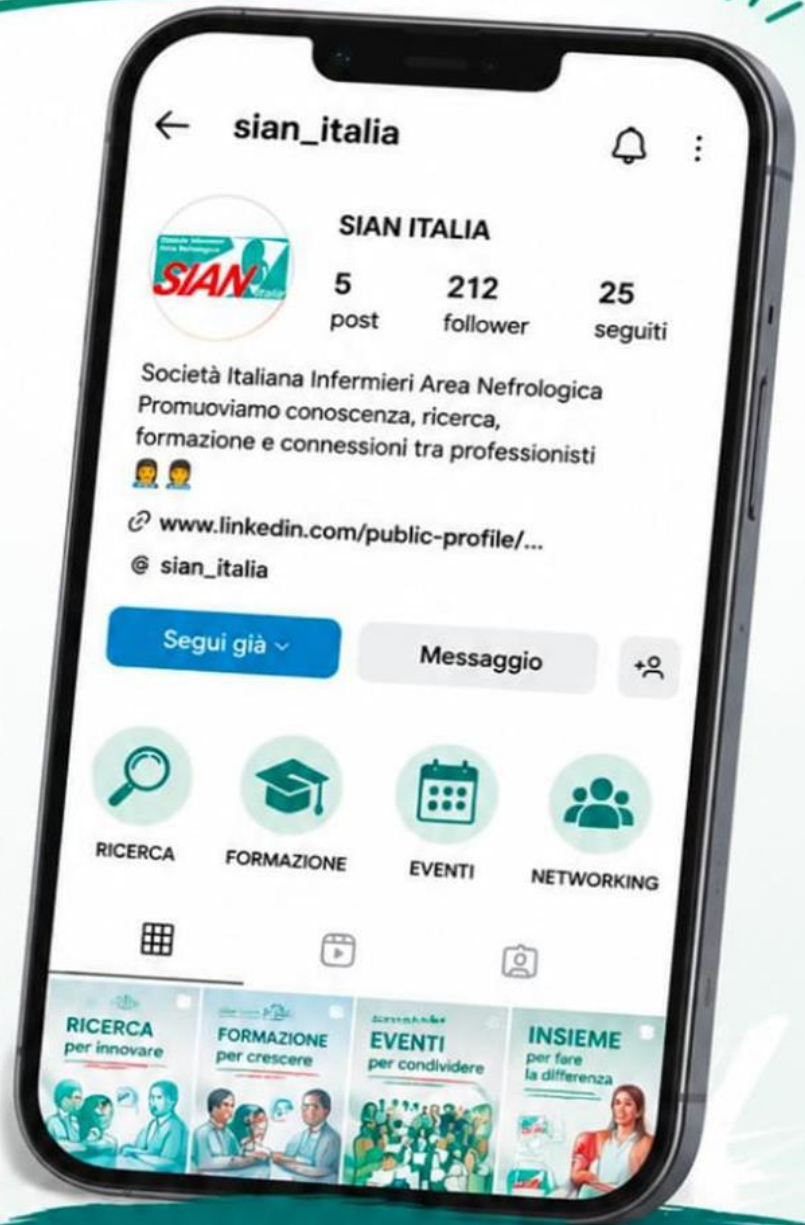 sian_italia
SIAN ITALIA
SIAN
5
212
25
post
follower
seguiti
Società Italiana Infermieri Area Nefrologica
Promuoviamo conoscenza, ricerca,
formazione e connessioni tra professionisti
www.linkedin.com/public-profile/...
@ sian_italia
Segui già
Messaggio
RICERCA
FORMAZIONE
EVENTI
NETWORKING
RICERCA
per innovare
FORMAZIONE
per crescere
EVENTI
per condividere
INSIEME
per fare
la differenza
SIAN